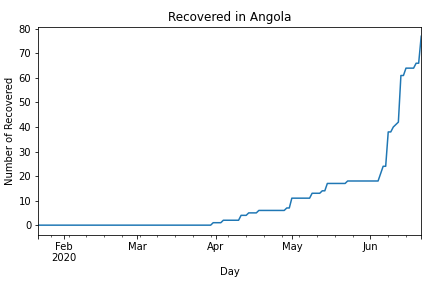 Recovered in Angola
Number of Recovered
80
70
60
50
40
30
20
10
0
Feb
2020
Mar
Apr
May
Jun
Day